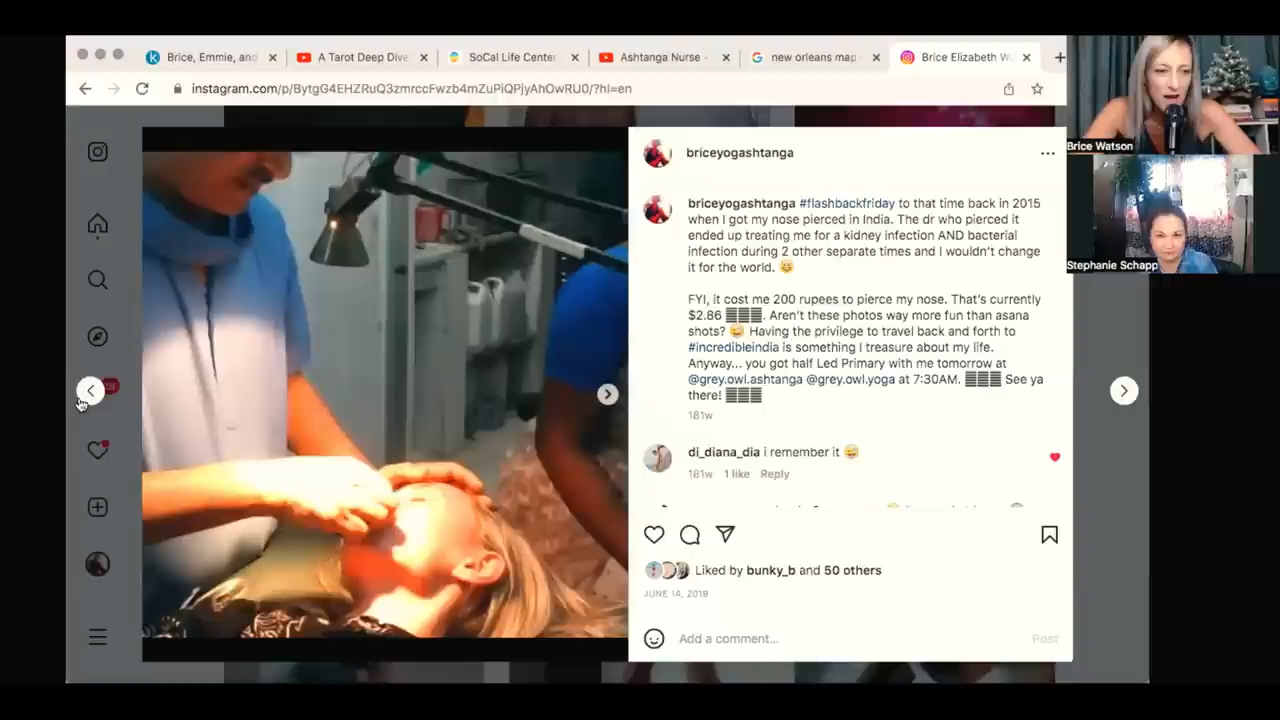 Brice, Emmie, and
A Tarot Deep Dive
SoCal Life Center
Ashtanga Nurse -
new orleans map
Brice Elizabeth W
instagram.com/p/BytgG4EHZRuQ3zmrccFwzb4mZuPiQPjyAhOwRU0/?hl=en
Brice Watson
Stephanie Schapp
briceyogashtanga
briceyogashtanga #flashbackfriday to that time back in 2015
when I got my nose pierced in India. The dr who pierced it
ended up treating me for a kidney infection AND bacterial
infection during 2 other separate times and I wouldn't change
it for the world. 😹
FYI, it cost me 200 rupees to pierce my nose. That's currently
$2.86. Aren't these photos way more fun than asana
shots? 😜 Having the privilege to travel back and forth to
#incredibleindia is something I treasure about my life.
Anyway... you got half Led Primary with me tomorrow at
@grey.owl.ashtanga @grey.owl.yoga at 7:30AM. See ya
there!
181w
di_diana_dia i remember it 😜
181w 1 like Reply
Liked by bunky_b and 50 others
JUNE 14, 2019
Add a comment...
Post